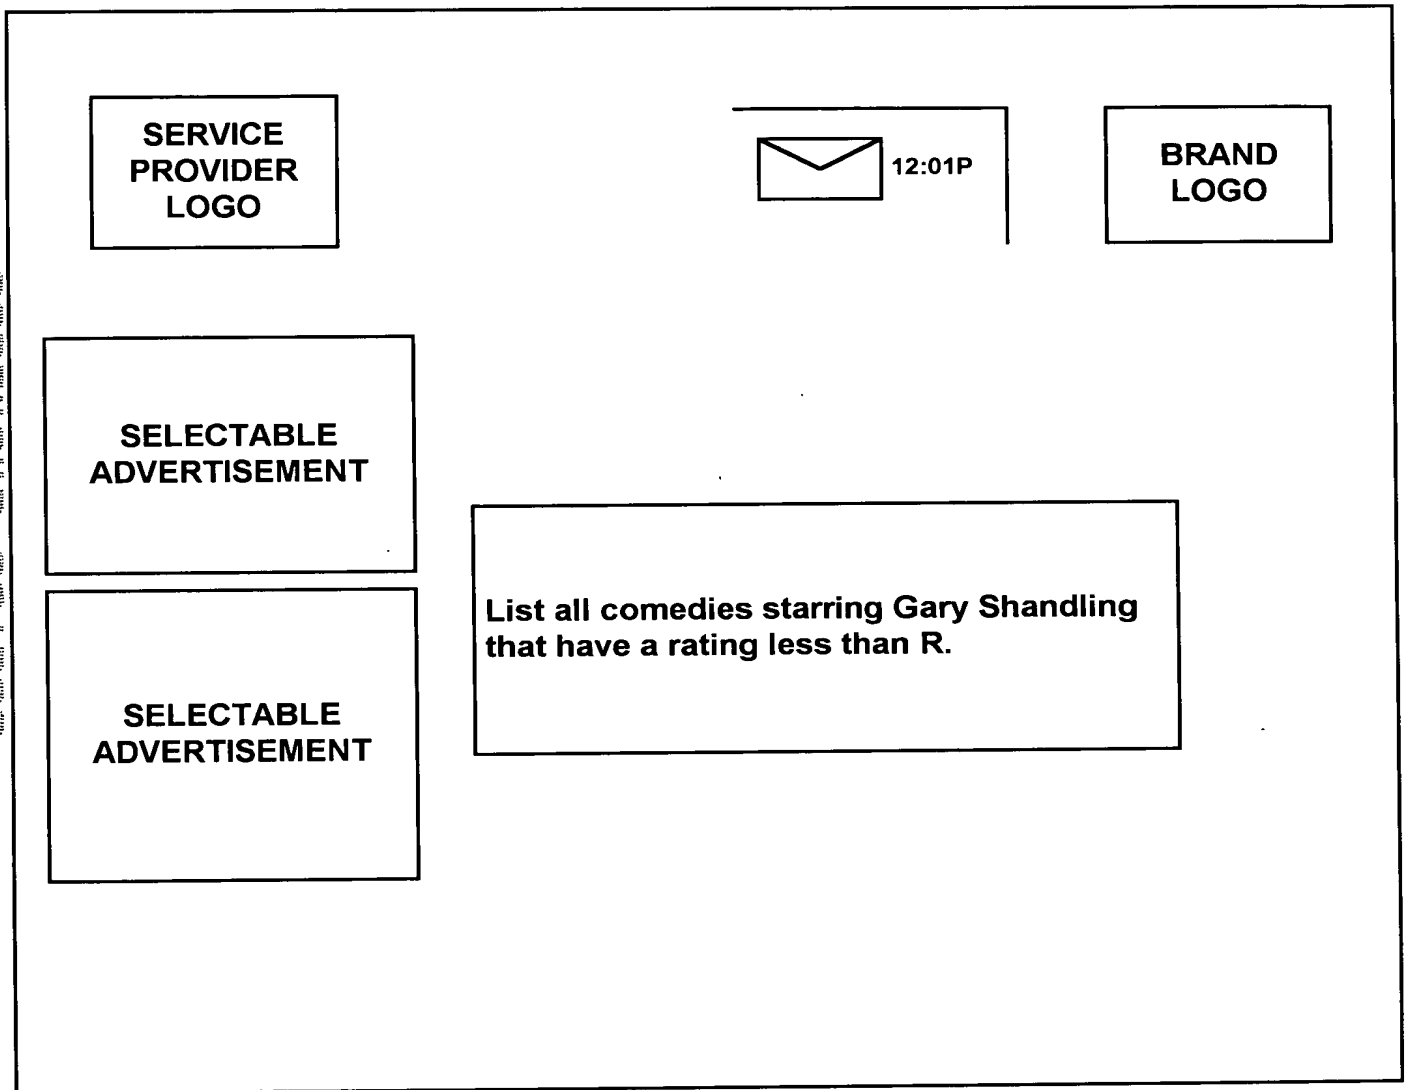 SERVICE
PROVIDER
LOGO
12:01P
BRAND
LOGO
SELECTABLE
ADVERTISEMENT
List all comedies starring Gary Shandling
that have a rating less than R.
SELECTABLE
ADVERTISEMENT